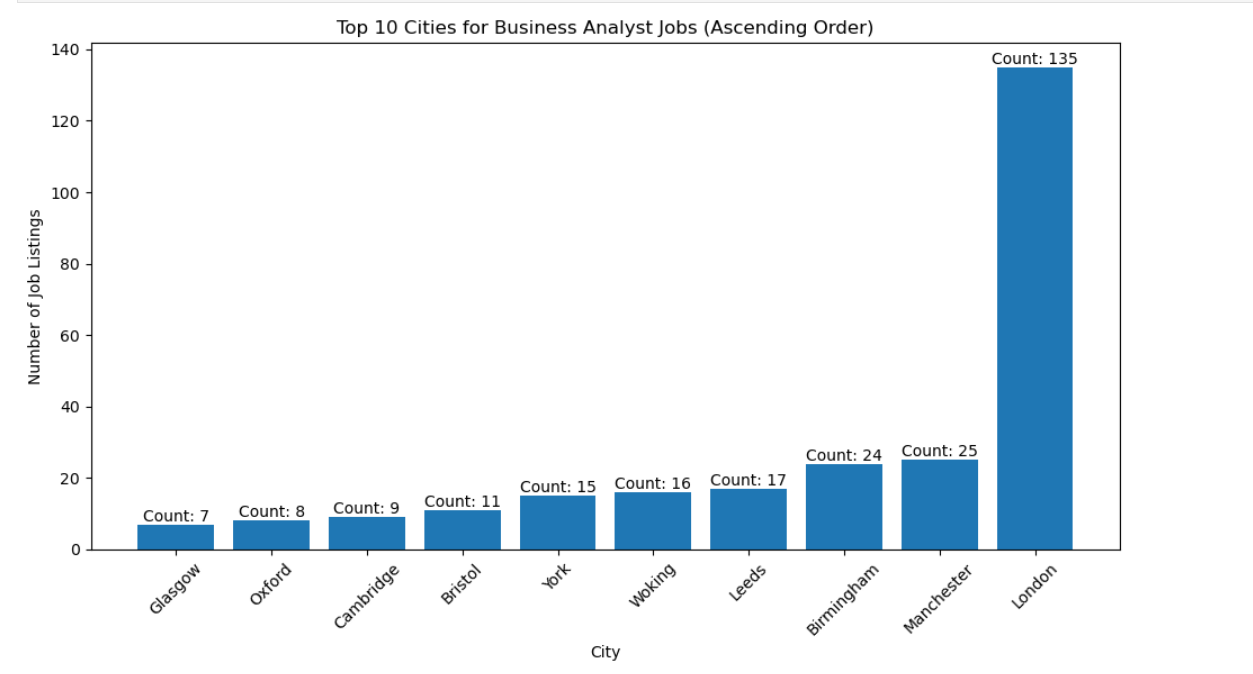 Top 10 Cities for Business Analyst Jobs (Ascending Order)
Number of Job Listings
140
120
100
80
60
40
20
0
Count: 7
Count: 8
Count: 9
Count: 11
Count: 15
Count: 16
Count: 17
Count: 24
Count: 25
Count: 135
Glasgow
Oxford
Cambridge
Bristol
York
Woking
Leeds
Birmingham
Manchester
London
City